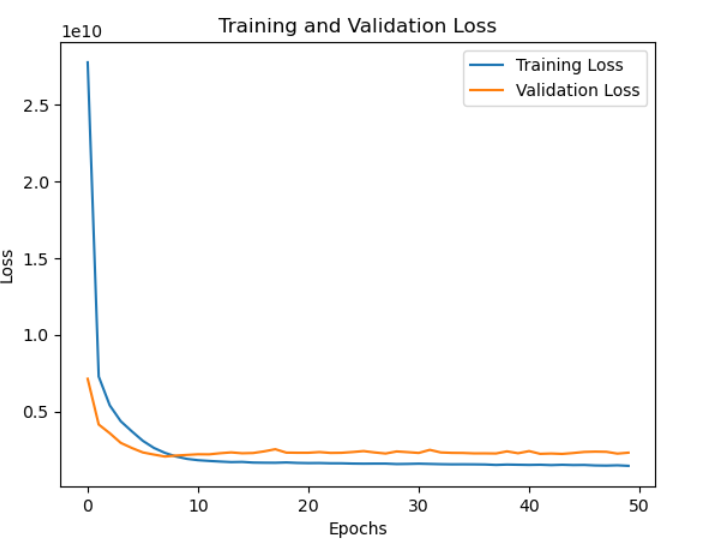 Training and Validation Loss
1e10
Training Loss
Validation Loss
2.5
2.0
1.5
1.0
0.5
Loss
0 10 20 30 40 50
Epochs